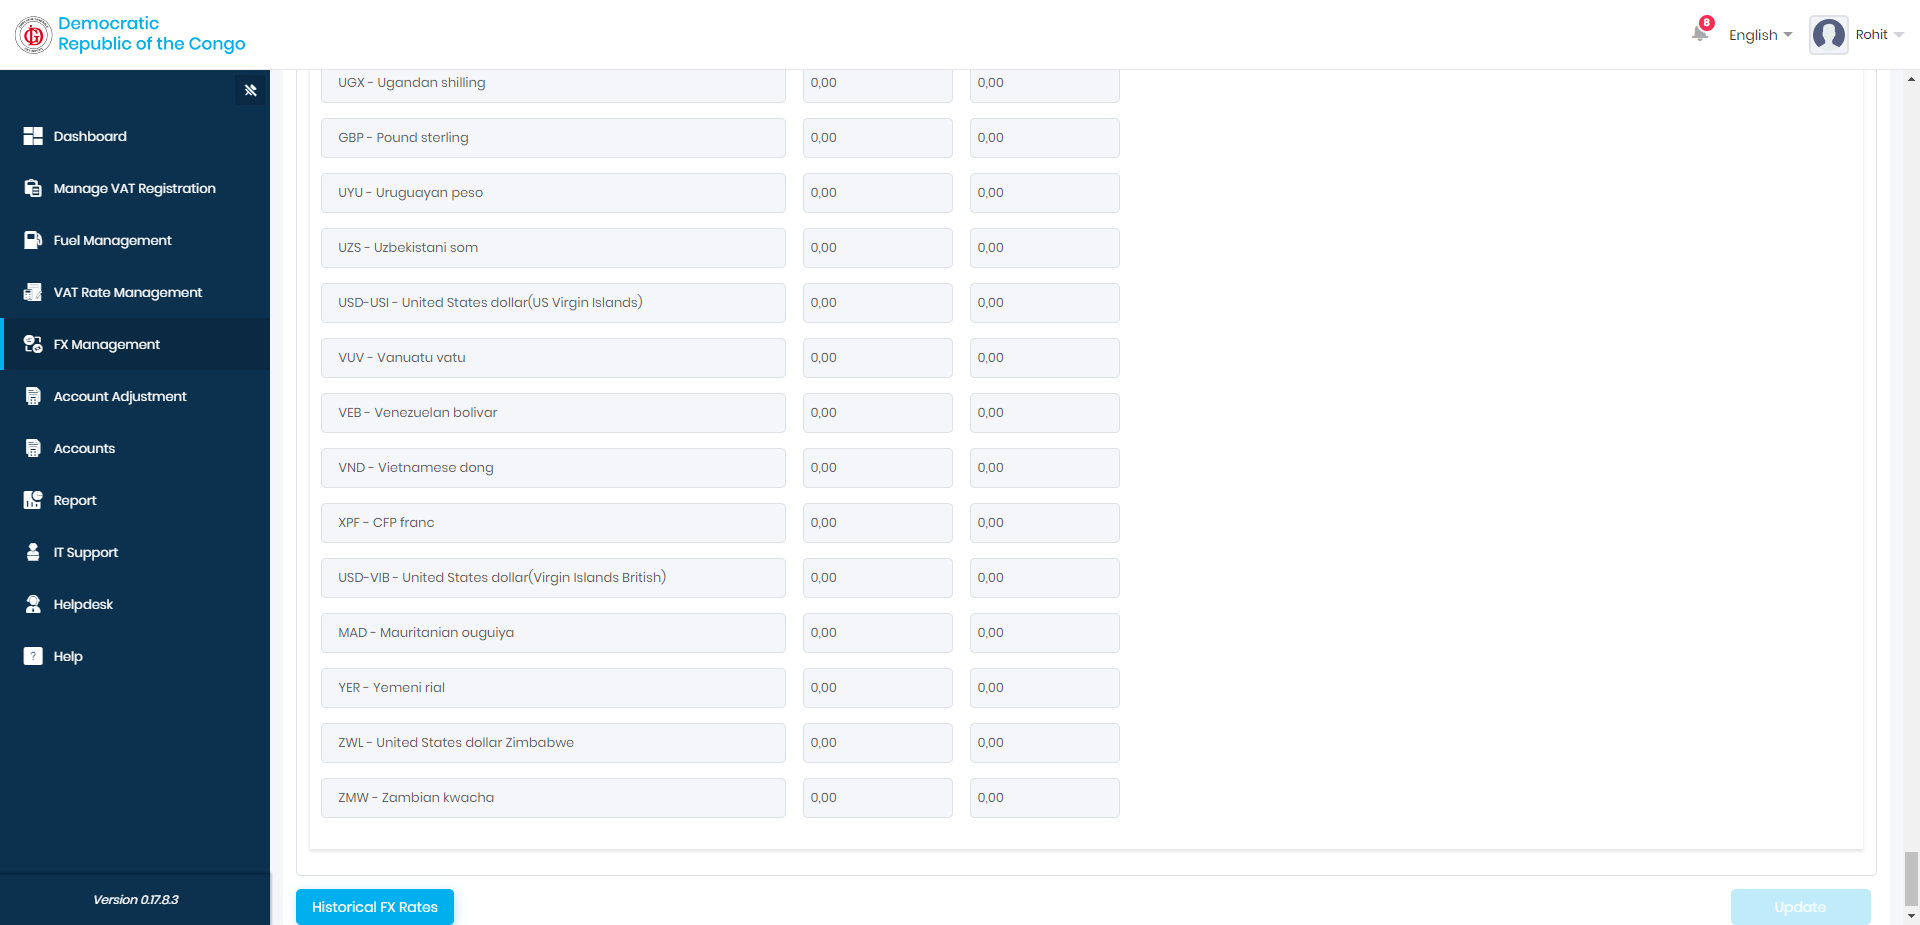 Democratic
Republic of the Congo
8
English
Rohit
Dashboard
Manage VAT Registration
Fuel Management
VAT Rate Management
FX Management
Account Adjustment
Accounts
Report
IT Support
Helpdesk
? Help
Version 0.17.8.3
UGX - Ugandan shilling 0,00 0,00
GBP - Pound sterling 0,00 0,00
UYU - Uruguayan peso 0,00 0,00
UZS - Uzbekistani som 0,00 0,00
USD-USI - United States dollar(US Virgin Islands) 0,00 0,00
VUV - Vanuatu vatu 0,00 0,00
VEB - Venezuelan bolivar 0,00 0,00
VND - Vietnamese dong 0,00 0,00
XPF - CFP franc 0,00 0,00
USD-VIB - United States dollar(Virgin Islands British) 0,00 0,00
MAD - Mauritanian ouguiya 0,00 0,00
YER - Yemeni rial 0,00 0,00
ZWL - United States dollar Zimbabwe 0,00 0,00
ZMW - Zambian kwacha 0,00 0,00
Historical FX Rates
Update